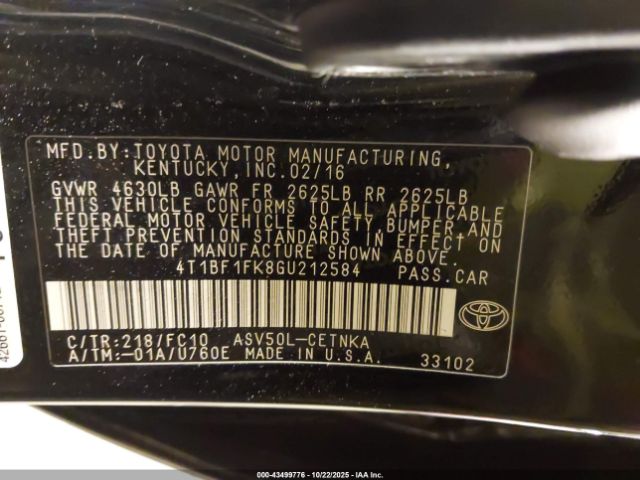 MFD.BY:TOYOTA MOTOR MANUFACTURING,
KENTUCKY, INC.02/16
GVWR 4630LB GAWR FR 2625LB RR 2625LB
THIS VEHICLE CONFORMS TO ALL APPLICABLE
FEDERAL MOTOR VEHICLE SAFETY, BUMPER,AND
THEFT PREVENTION STANDARDS IN EFFECT ON
THE DATE OF MANUFACTURE SHOWN ABOVE.
4T1BF1FK8GU212584 PASS.CAR
C/TR:218/FC10 ASV50L-CETNKA
A/TM:-01A/U760E MADE IN U.S.A. 33102
TOYOTA
000-43499776 - 10/22/2025 - Copyright © 2025 IAA, Inc.